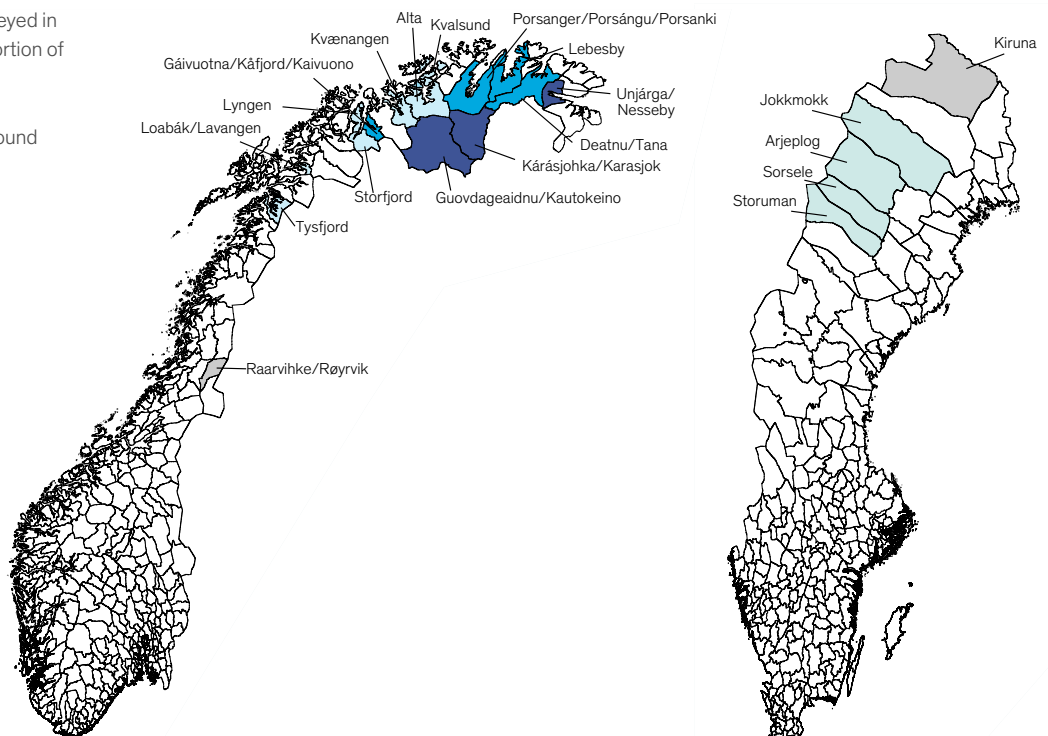 eyed in
ortion of
ound
Alta
Kvalsund
Porsanger/Porsángu/Porsanki
Kvænangen
Lebesby
Gáivuotna/Kåfjord/Kaivuono
Unjárga/
Nesseby
Lyngen
Loabák/Lavangen
Deatnu/Tana
Kárásjohka/Karasjok
Storfjord
Guovdageaidnu/Kautokeino
Tysfjord
Raarvihke/Røyrvik
Kiruna
Jokkmokk
Arjeplog
Sorsele
Storuman